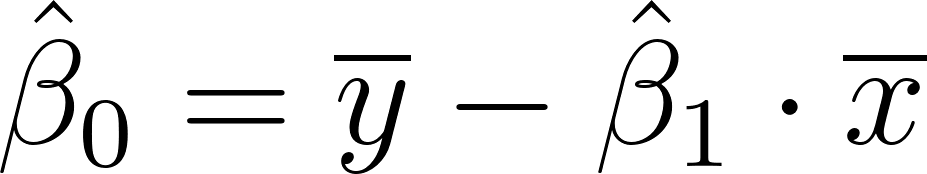 β̂₀ = y̅ − β̂₁ · x̅